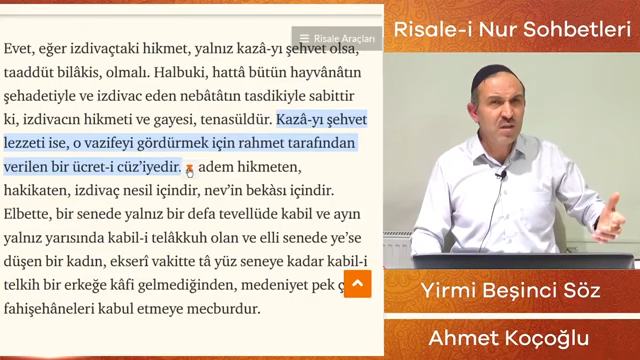 Risale Araçları
Evet, eğer izdivaçtaki hikmet, yalnız kazâ-yı şehvet olsa,
taaddüt bilâkis, olmalı. Halbuki, hattâ bütün hayvânâtın
şehadetiyle ve izdivac eden nebâtâtın tasdikiyle sabittir
ki, izdivacın hikmeti ve gayesi, tenasüldür. Kazâ-yı şehvet
lezzeti ise, o vazifeyi gördürmek için rahmet tarafından
verilen bir ücret-i cüz’iyedir. adem hikmeten,
hakikaten, izdivaç nesil içindir, nev’in bekàsı içindir.
Elbette, bir senede yalnız bir defa tevellüde kabil ve ayın
yalnız yarısında kabil-i telâkkuh olan ve elli senede ye’se
düşen bir kadın, ekserî vakitte tâ yüz seneye kadar kabil-i
telkih bir erkeğe kâfi gelmediğinden, medeniyet pek ç
fahişehâneleri kabul etmeye mecburdur.
Risale-i Nur Sohbetleri
Yirmi Beşinci Söz
Ahmet Koçoğlu